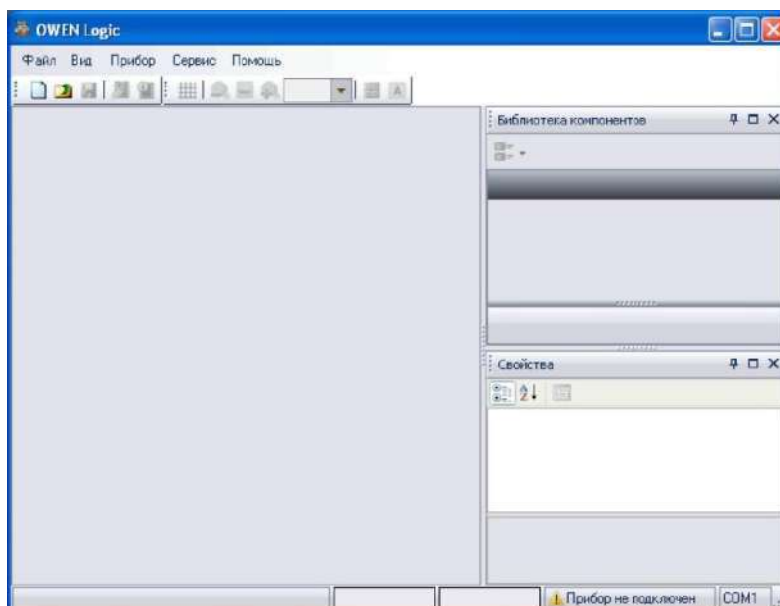 OWEN Logic
Файл Вид Прибор Сервис Помощь
A
Библиотека компонентов
Свойства
Прибор не подключен COM1